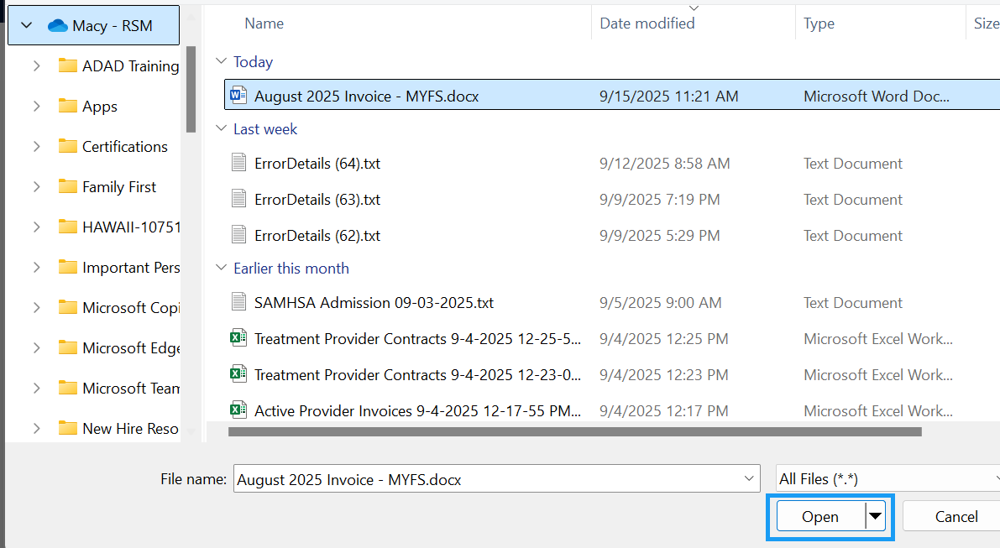 Macy - RSM
ADAD Training
Apps
Certifications
Family First
HAWAII-10751
Important Pers
Microsoft Copi
Microsoft Edge
Microsoft Team
New Hire Reso
Name Date modified Type Size
Today
August 2025 Invoice - MYFS.docx 9/15/2025 11:21 AM Microsoft Word Doc...
Last week
ErrorDetails (64).txt 9/12/2025 8:58 AM Text Document
ErrorDetails (63).txt 9/9/2025 7:19 PM Text Document
ErrorDetails (62).txt 9/9/2025 5:29 PM Text Document
Earlier this month
SAMHSA Admission 09-03-2025.txt 9/5/2025 9:00 AM Text Document
Treatment Provider Contracts 9-4-2025 12-25-5... 9/4/2025 12:25 PM Microsoft Excel Work...
Treatment Provider Contracts 9-4-2025 12-23-0... 9/4/2025 12:23 PM Microsoft Excel Work...
Active Provider Invoices 9-4-2025 12-17-55 PM... 9/4/2025 12:17 PM Microsoft Excel Work...
File name: August 2025 Invoice - MYFS.docx All Files (*.*)
Open Cancel